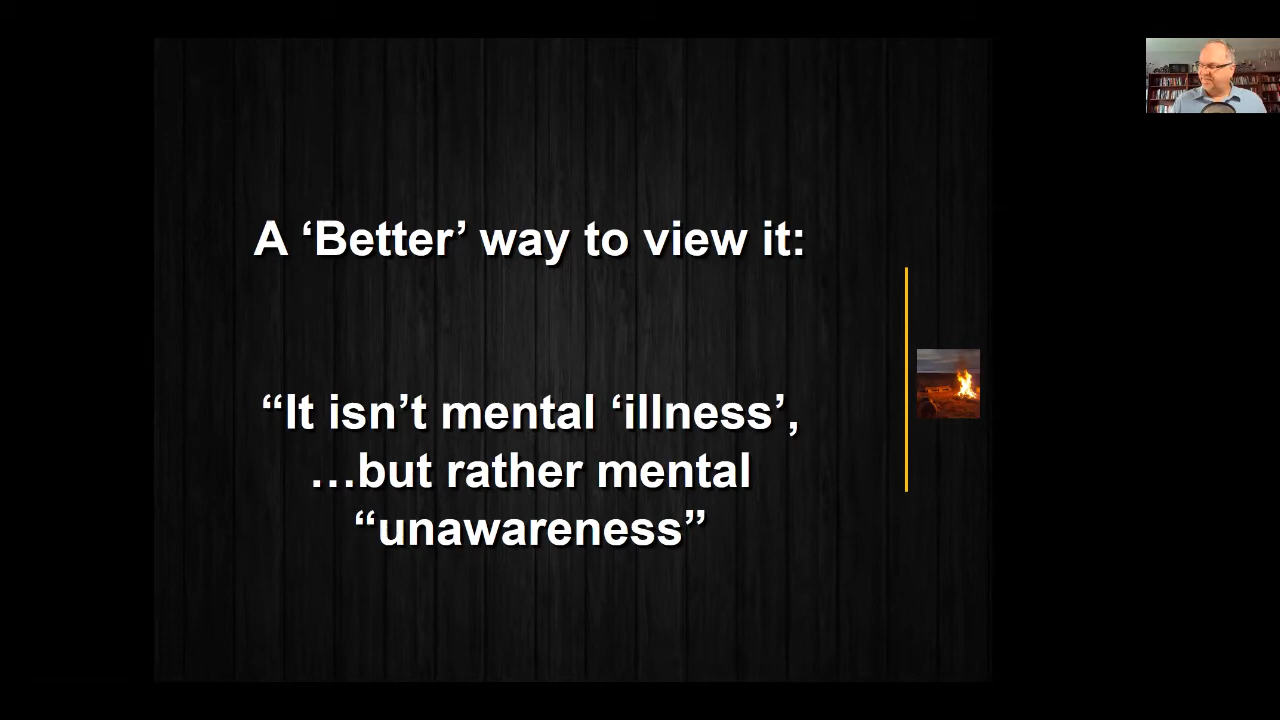 A ‘Better’ way to view it:
“It isn’t mental ‘illness’,
…but rather mental
“unawareness”